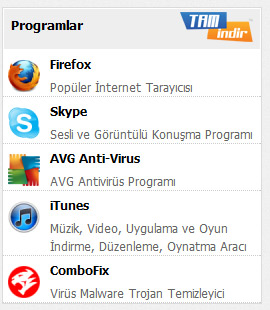 Programlar
TAM
indir
Firefox
Popüler İnternet Tarayıcısı
Skype
Sesli ve Görüntülü Konuşma Programı
AVG Anti-Virus
AVG Antivirüs Programı
iTunes
Müzik, Video, Uygulama ve Oyun
İndirme, Düzenleme, Oynatma Aracı
ComboFix
Virüs Malware Trojan Temizleyici